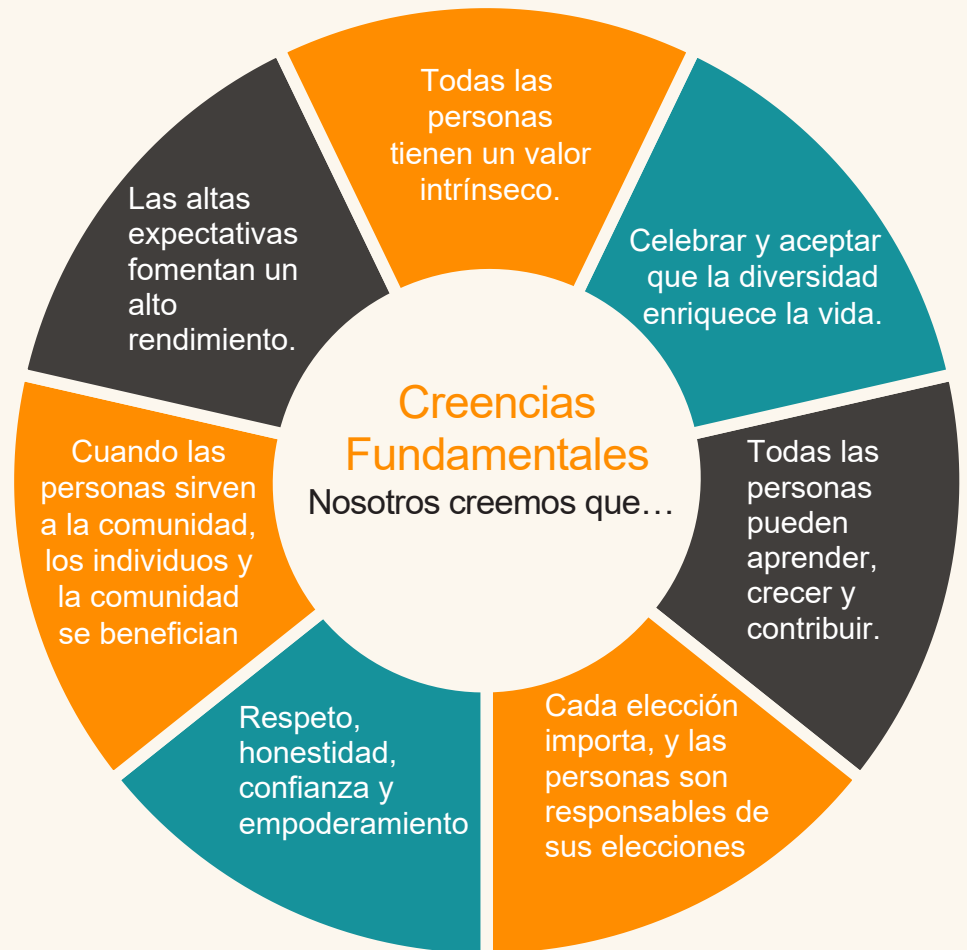 Creencias
Fundamentales
Nosotros creemos que…
Todas las
personas
tienen un valor
intrínseco.
Celebrar y aceptar
que la diversidad
enriquece la vida.
Todas las
personas
pueden
aprender,
crecer y
contribuir.
Cada elección
importa, y las
personas son
responsables de
sus elecciones
Respeto,
honestidad,
confianza y
empoderamiento
Cuando las
personas sirven
a la comunidad,
los individuos y
la comunidad
se benefician
Las altas
expectativas
fomentan un
alto
rendimiento.